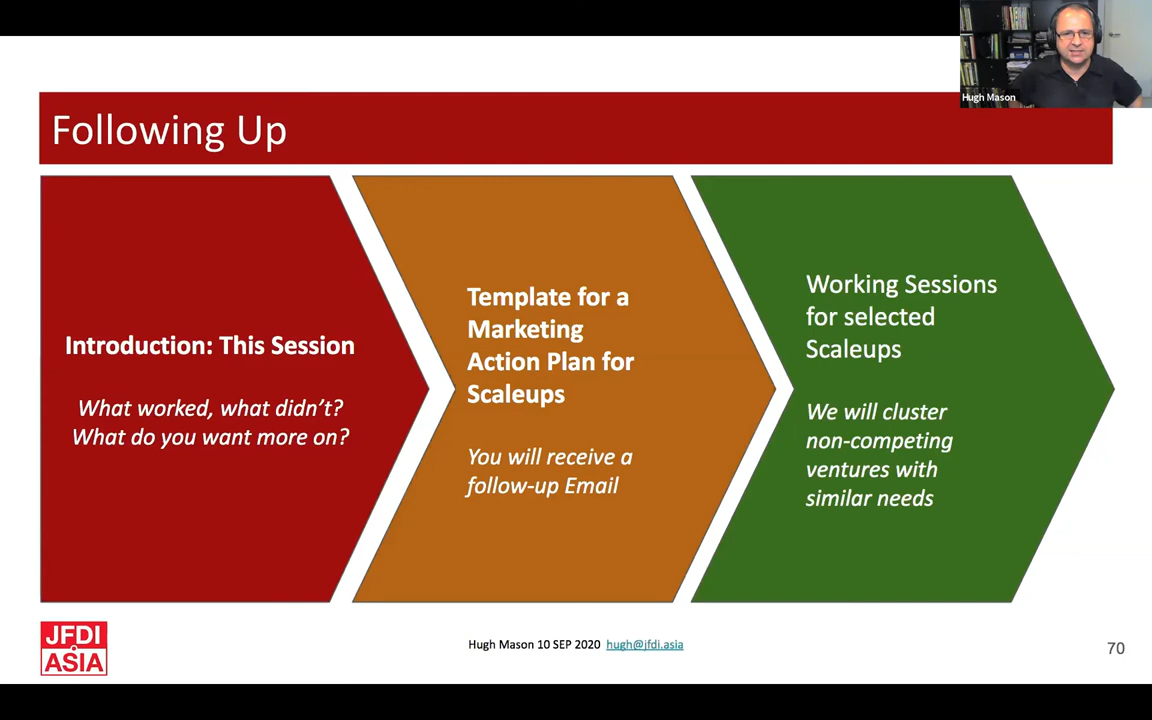 Hugh Mason
Following Up
Introduction: This Session
What worked, what didn't?
What do you want more on?
Template for a
Marketing
Action Plan for
Scaleups
You will receive a
follow-up Email
Working Sessions
for selected
Scaleups
We will cluster
non-competing
ventures with
similar needs
JFDI
ASIA
Hugh Mason 10 SEP 2020 hugh@jfdi.asia
70